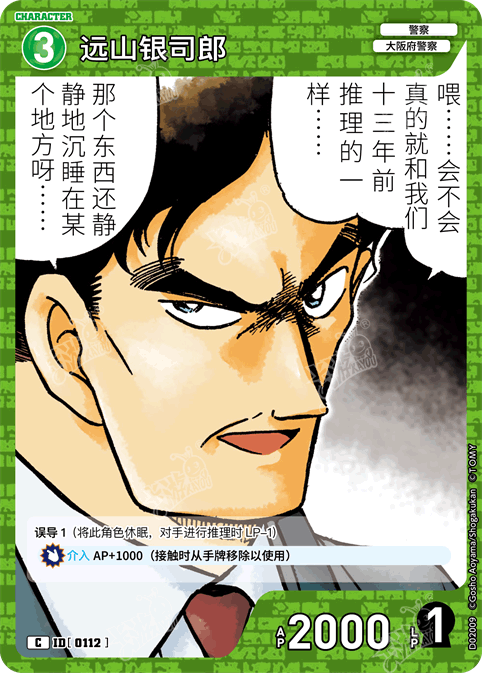 CHARACTER
3
远山银司郎
警察
大阪府警察
喂……会不会
真的就和我们
十三年前
推理的一
样……
那个东西还静
静地沉睡在某
个地方呀……
误导 1（将此角色休眠，对手进行推理时 LP-1）
介入 AP+1000（接触时从手牌移除以使用）
C ID[ 0112 ]
AP 2000 LP 1
D02009 ©Gosho Aoyama/Shogakukan ©TOMY